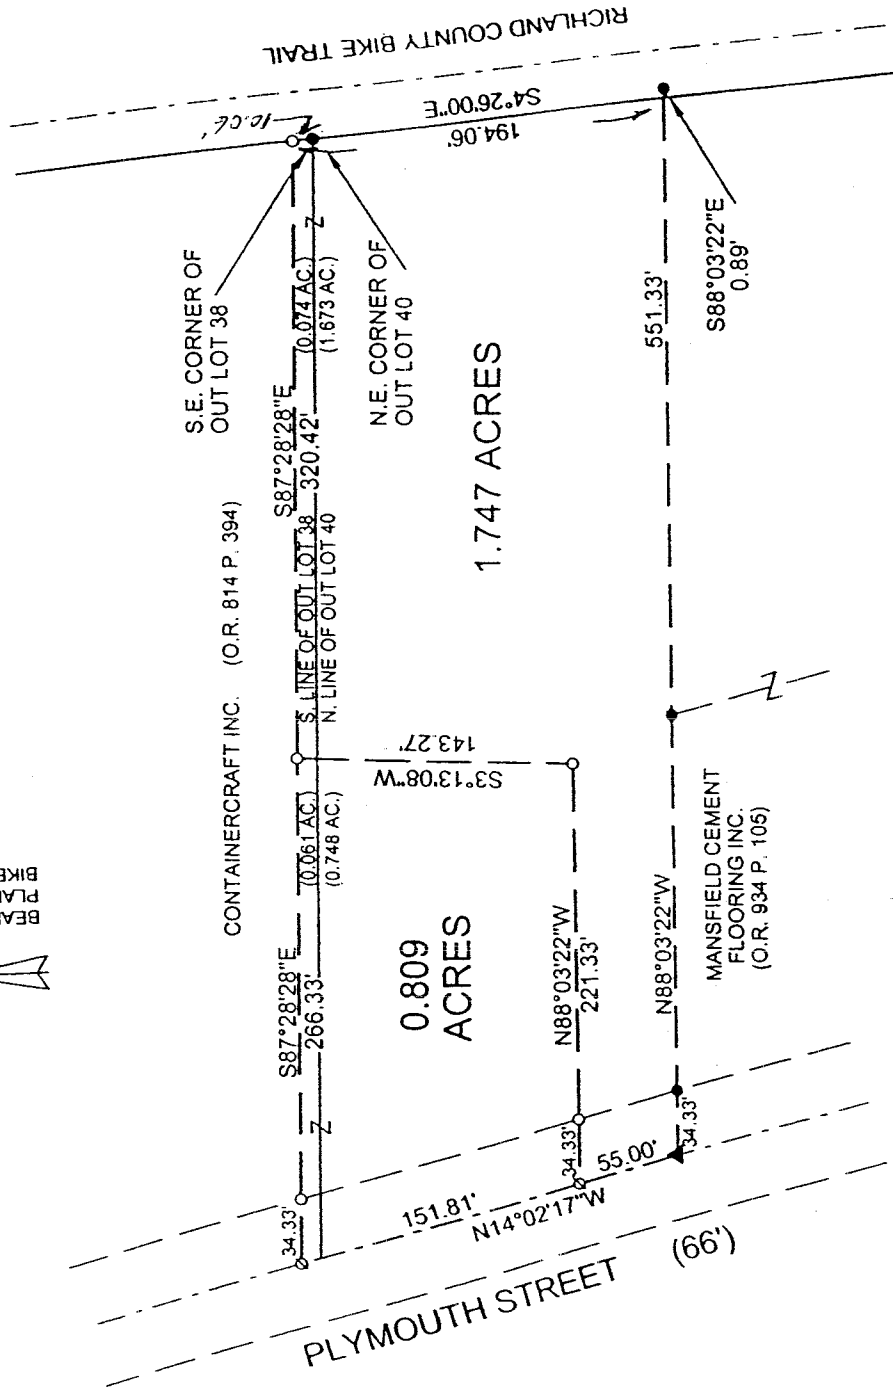 RICHLAND COUNTY BIKE TRAIL
S4°26'00"E
194.06'
S.E. CORNER OF
OUT LOT 38
(0.074 AC.)
(1.673 AC.)
N.E. CORNER OF
OUT LOT 40
551.33'
S88°03'22"E
0.89'
CONTAINERCRAFT INC. (O.R. 814 P. 394)
S87°28'28"E
320.42'
S. LINE OF OUT LOT 38
N. LINE OF OUT LOT 40
1.747 ACRES
S3°13'08"W
143.27'
(0.061 AC.)
(0.748 AC.)
S87°28'28"E
266.33'
0.809
ACRES
N88°03'22"W
221.33'
N88°03'22"W
MANSFIELD CEMENT
FLOORING INC.
(O.R. 934 P. 105)
34.33'
34.33'
34.33'
151.81'
55.00'
N14°02'17"W
PLYMOUTH STREET (66')
Z
Z
Z